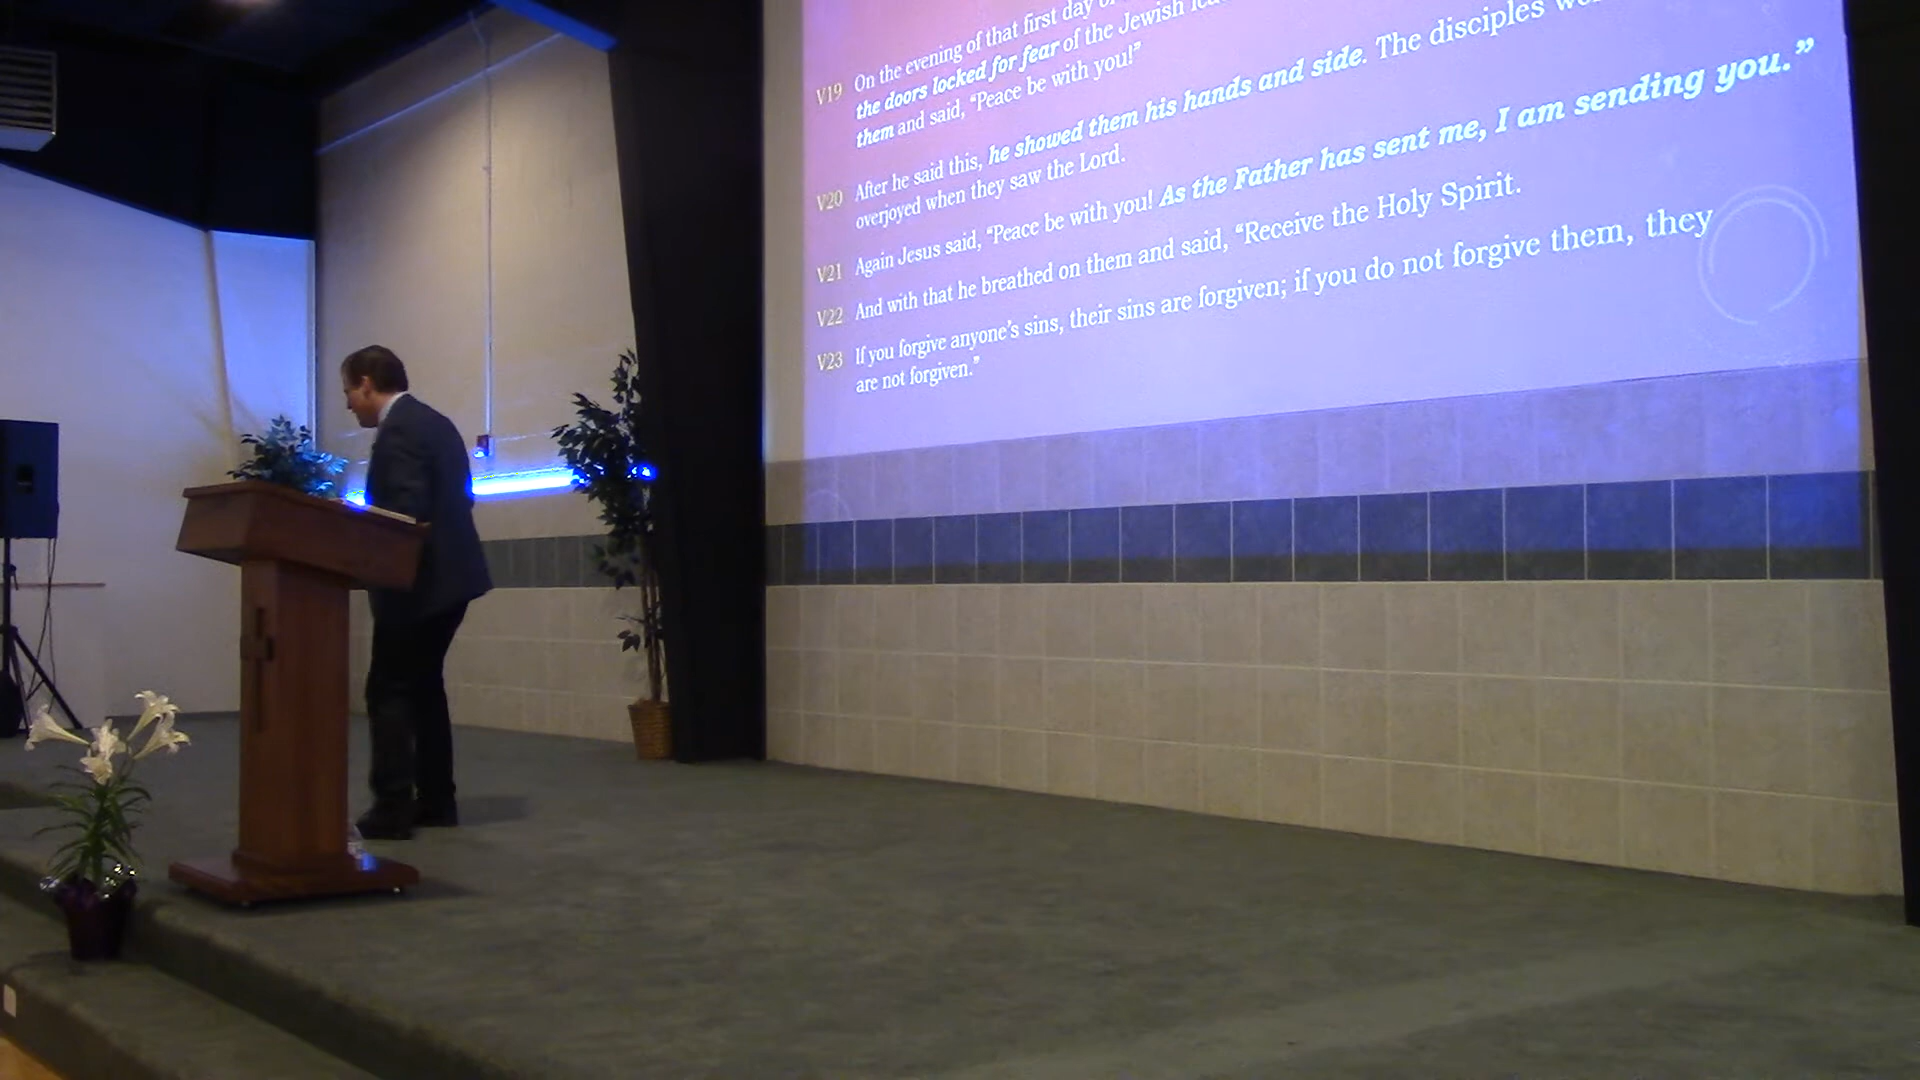 V19 On the evening of that first day
the doors locked for fear of the Jewish
them and said, “Peace be with you!”
V20 After he said this, he showed them his hands and side. The disciples
overjoyed when they saw the Lord.
V21 Again Jesus said, “Peace be with you! As the Father has sent me, I am sending you.”
V22 And with that he breathed on them and said, “Receive the Holy Spirit.
V23 If you forgive anyone’s sins, their sins are forgiven; if you do not forgive them, they
are not forgiven.”